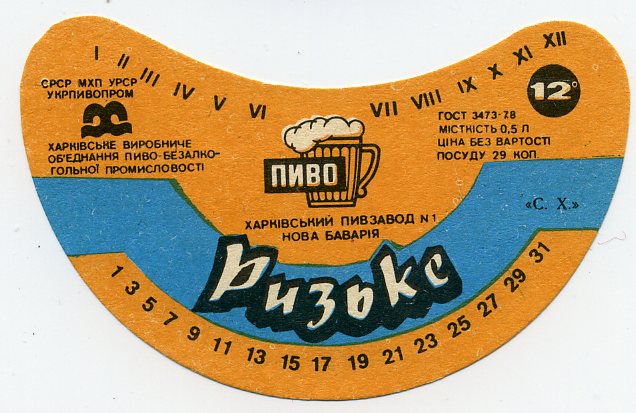 I II III IV V VI VII VIII IX X XI XII
СРСР МХП УРСР
УКРПИВОПРОМ
ХАРКІВСЬКЕ ВИРОБНИЧЕ
ОБ'ЄДНАННЯ ПИВО-БЕЗАЛКО-
ГОЛЬНОЇ ПРОМИСЛОВОСТІ
12°
ГОСТ 3473-78
МІСТКІСТЬ 0,5 Л
ЦІНА БЕЗ ВАРТОСТІ
ПОСУДУ 29 КОП.
ПИВО
ХАРКІВСЬКИЙ ПИВЗАВОД N1
НОВА БАВАРІЯ
«С. Х.»
Ризьке
1 3 5 7 9 11 13 15 17 19 21 23 25 27 29 31